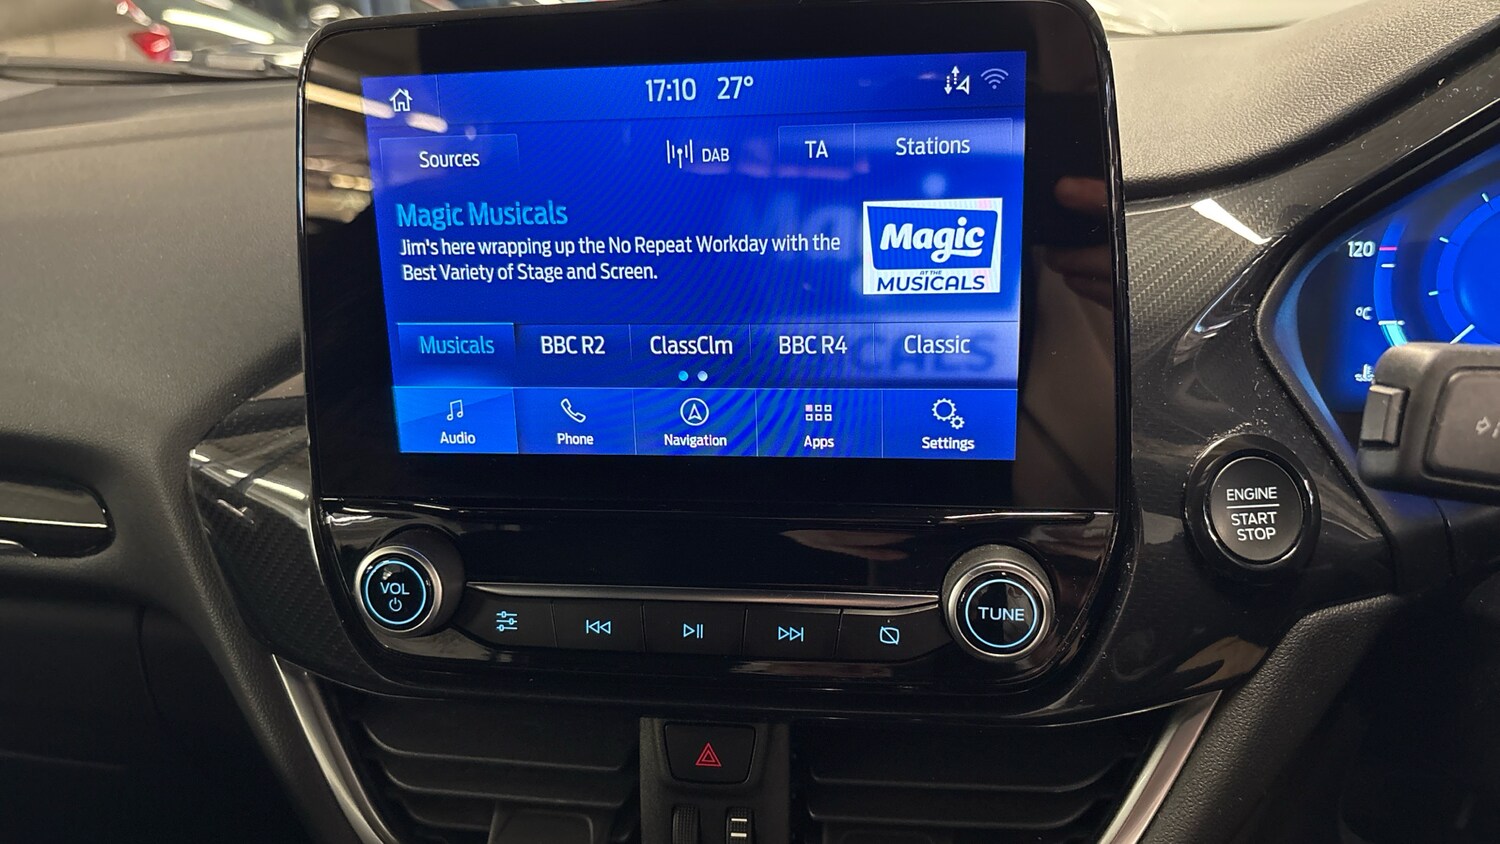 17:10 27°
Sources
DAB
TA
Stations
Magic Musicals
Jim's here wrapping up the No Repeat Workday with the
Best Variety of Stage and Screen.
Magic
AT THE
MUSICALS
Musicals
BBC R2
ClassClm
BBC R4
Classic
Audio
Phone
Navigation
Apps
Settings
120
°C
ENGINE
START
STOP
VOL
TUNE